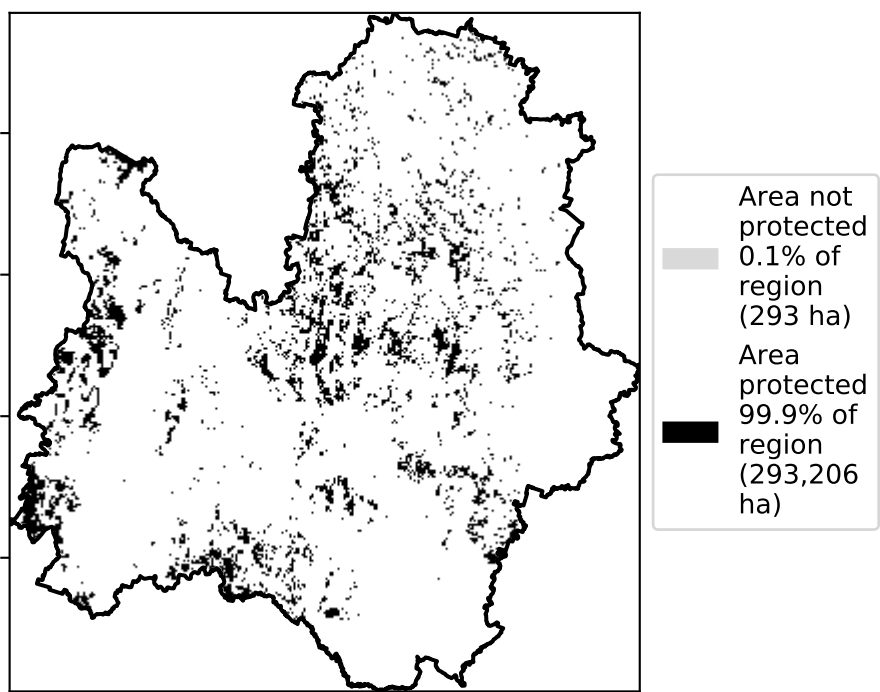 Area not
protected
0.1% of
region
(293 ha)
Area
protected
99.9% of
region
(293,206
ha)